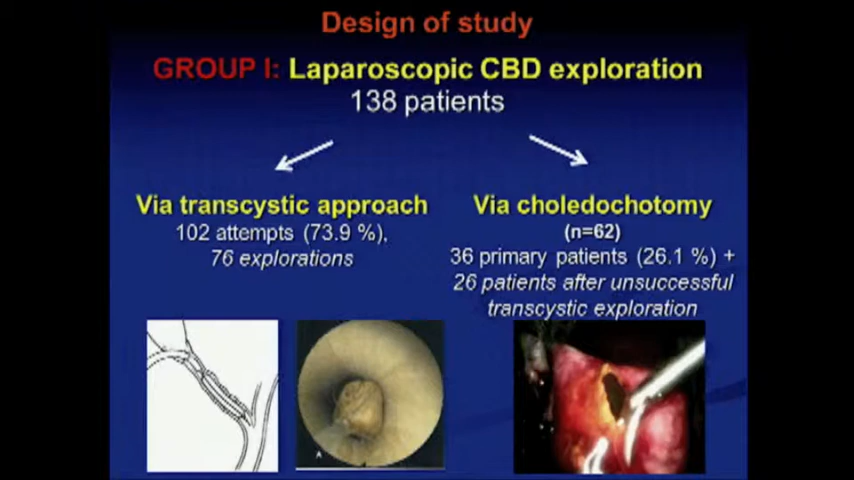 Design of study
GROUP I: Laparoscopic CBD exploration
138 patients
Via transcystic approach
102 attempts (73.9 %),
76 explorations
Via choledochotomy
(n=62)
36 primary patients (26.1 %) +
26 patients after unsuccessful
transcystic exploration
A